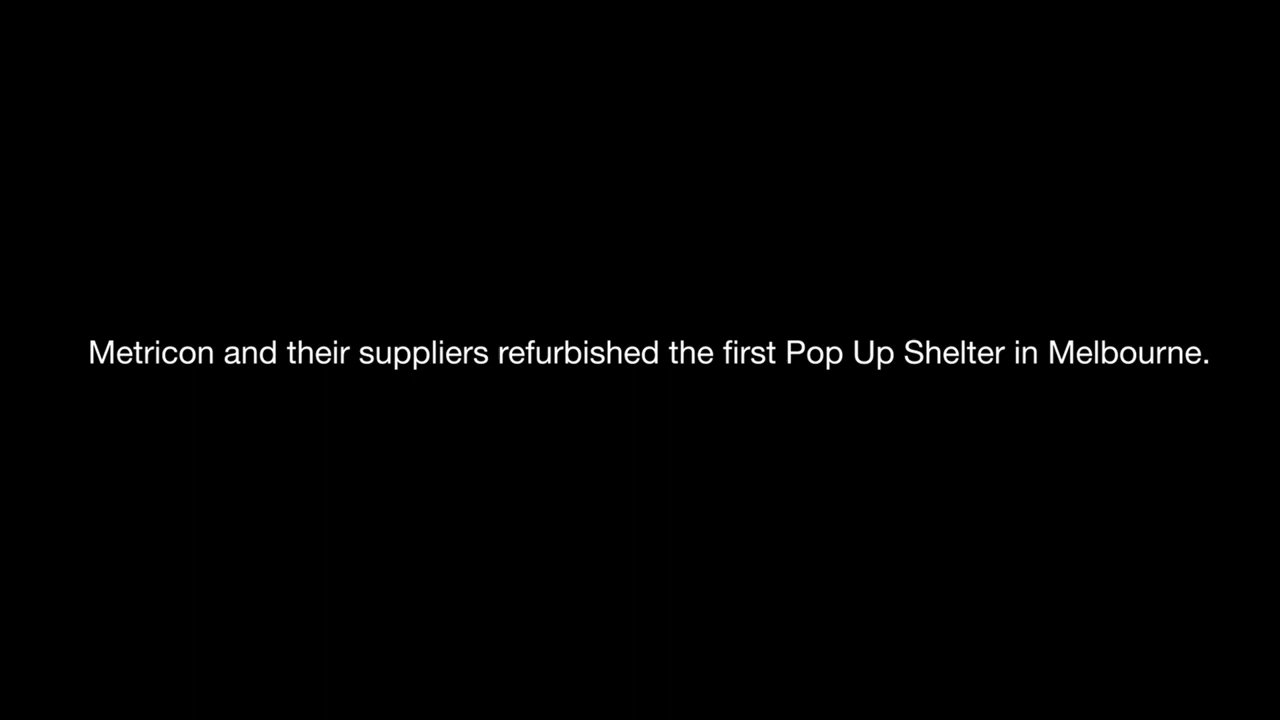 Metricon and their suppliers refurbished the first Pop Up Shelter in Melbourne.